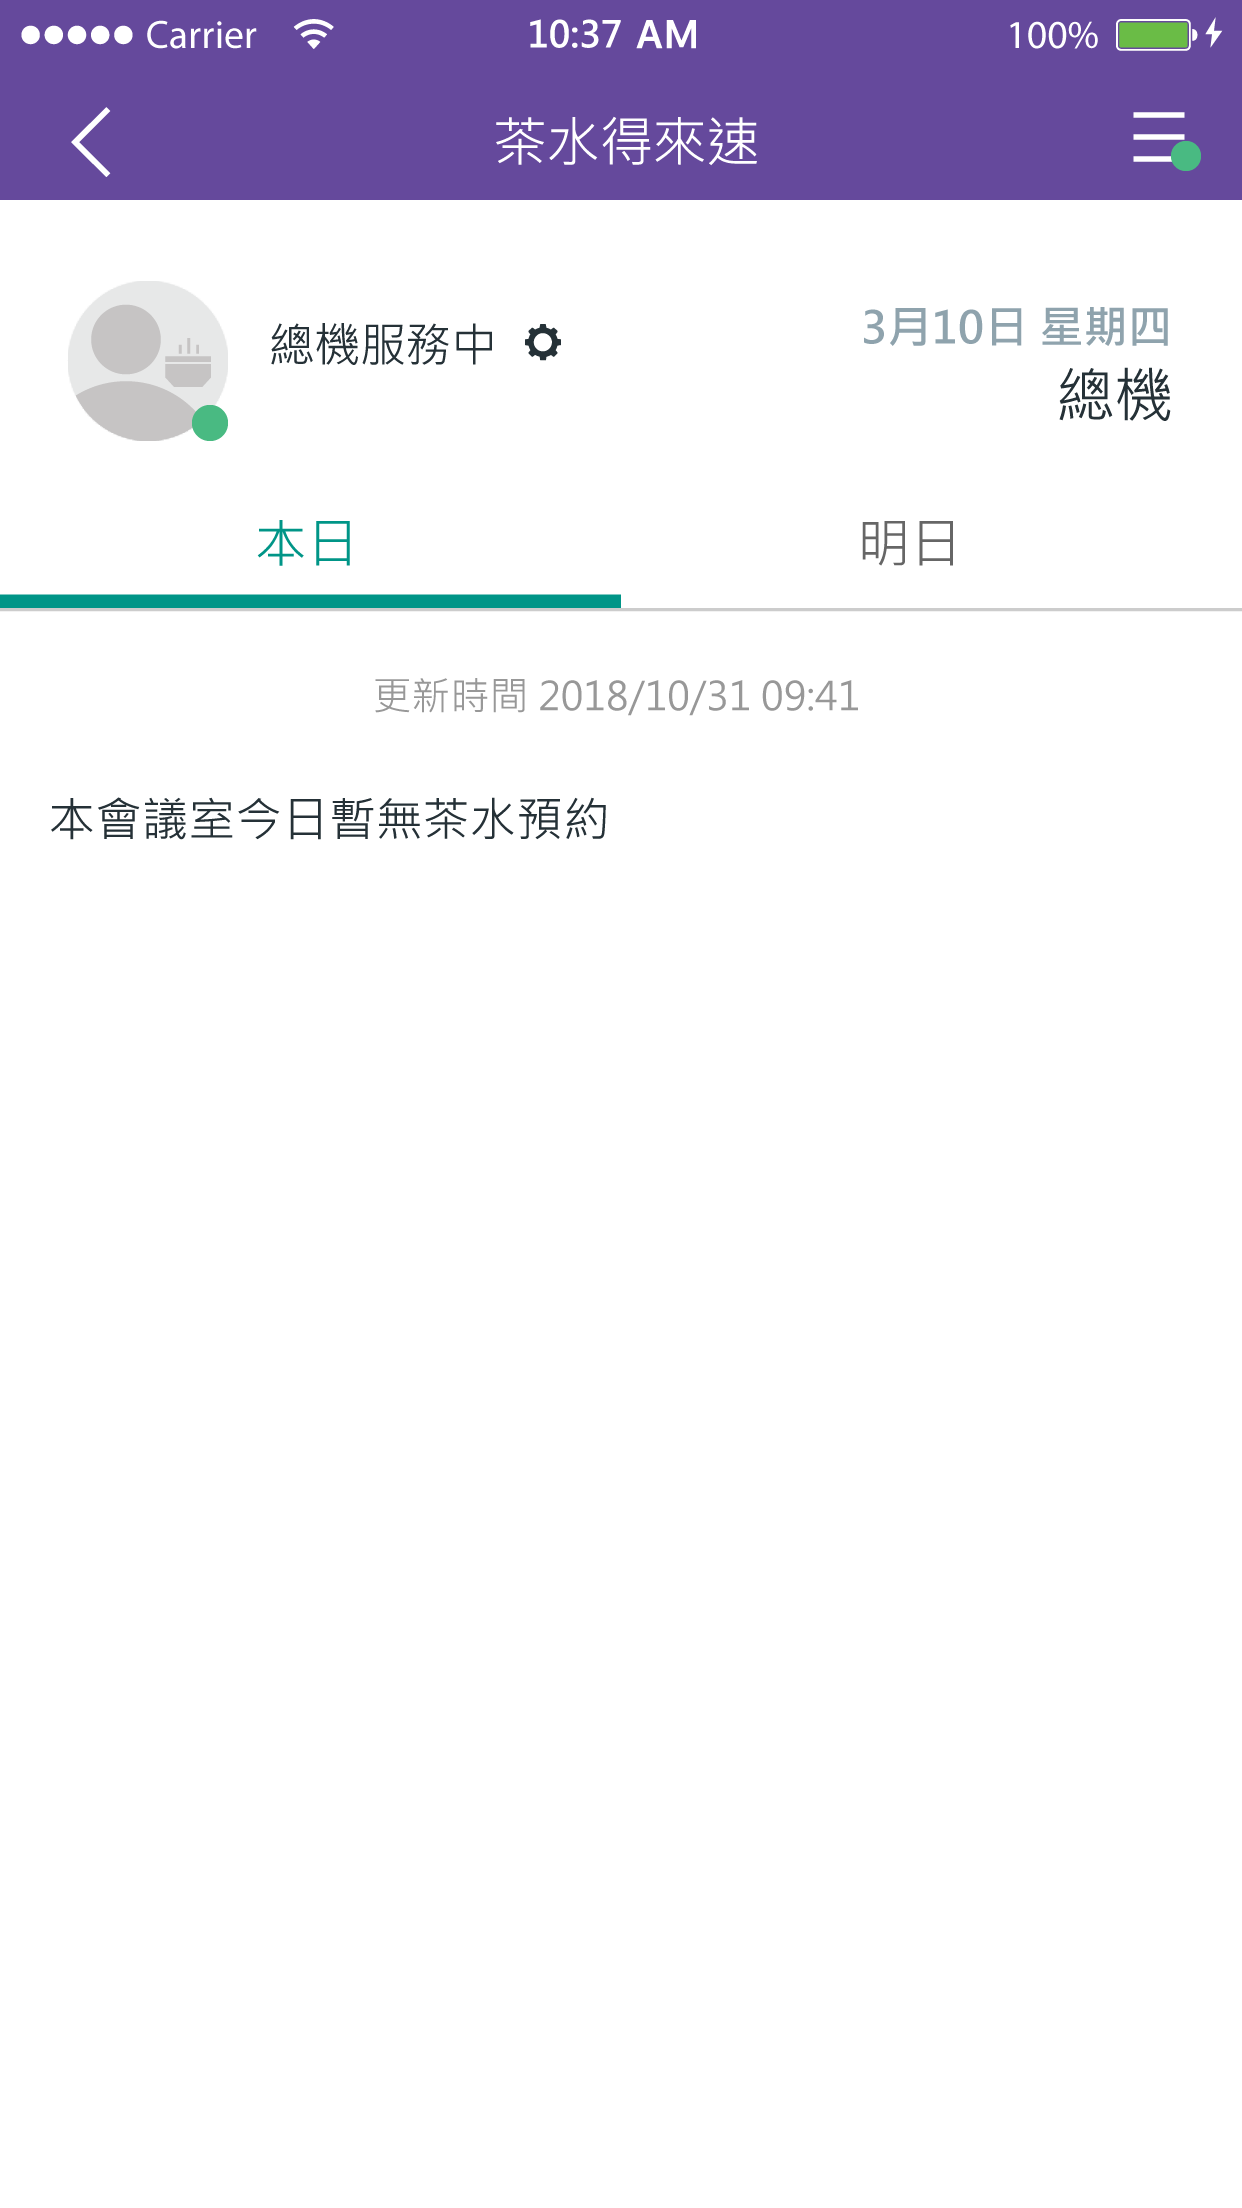 Carrier 10:37 AM 100%
茶水得來速
總機服務中
3月10日 星期四
總機
本日 明日
更新時間 2018/10/31 09:41
本會議室今日暫無茶水預約